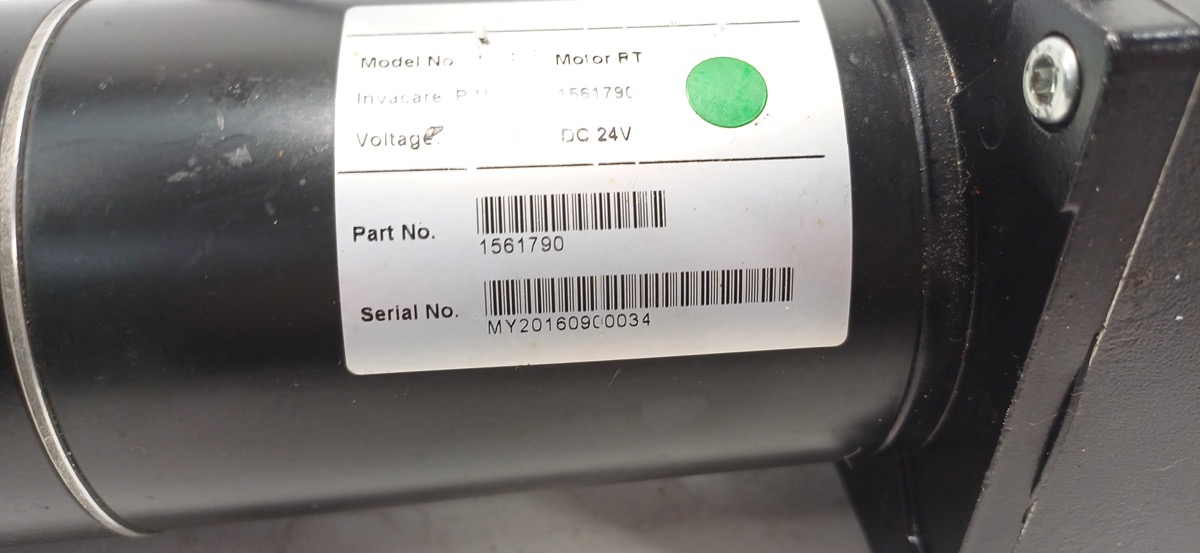 Model No : Motor RT
Invacare P/N 1561790
Voltage : DC 24V
Part No.
1561790
Serial No.
MY20160900034